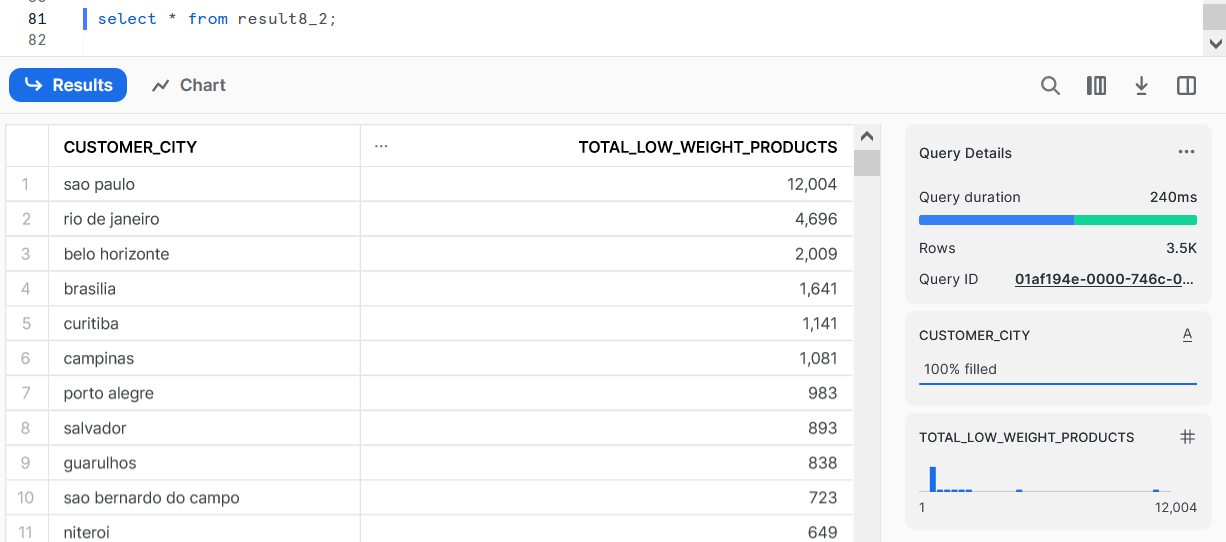 81 select * from result8_2;
82
Results Chart
CUSTOMER_CITY ... TOTAL_LOW_WEIGHT_PRODUCTS
1 sao paulo 12,004
2 rio de janeiro 4,696
3 belo horizonte 2,009
4 brasilia 1,641
5 curitiba 1,141
6 campinas 1,081
7 porto alegre 983
8 salvador 893
9 guarulhos 838
10 sao bernardo do campo 723
11 niteroi 649
Query Details ...
Query duration 240ms
Rows 3.5K
Query ID 01af194e-0000-746c-0...
CUSTOMER_CITY A
100% filled
TOTAL_LOW_WEIGHT_PRODUCTS #
1 12,004